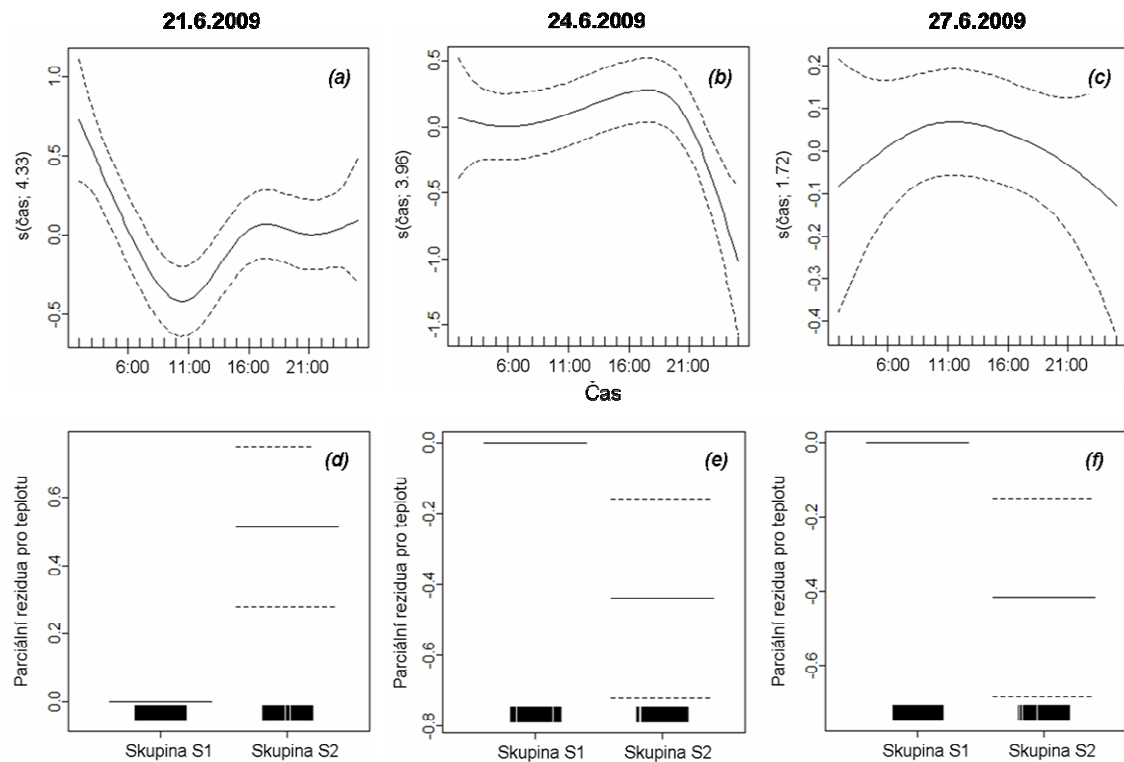 21.6.2009 24.6.2009 27.6.2009
(a) (b) (c)
s(čas; 4.33)
1.0
0.5
0.0
-0.5
6:00 11:00 16:00 21:00
s(čas; 3.96)
0.5
0.0
-0.5
-1.0
-1.5
6:00 11:00 16:00 21:00
s(čas; 1.72)
0.2
0.1
0.0
-0.1
-0.2
-0.3
-0.4
6:00 11:00 16:00 21:00
Čas
(d) (e) (f)
Parciální rezidua pro teplotu
0.6
0.4
0.2
0.0
Skupina S1 Skupina S2
Parciální rezidua pro teplotu
0.0
-0.2
-0.4
-0.6
-0.8
Skupina S1 Skupina S2
Parciální rezidua pro teplotu
0.0
-0.2
-0.4
-0.6
Skupina S1 Skupina S2